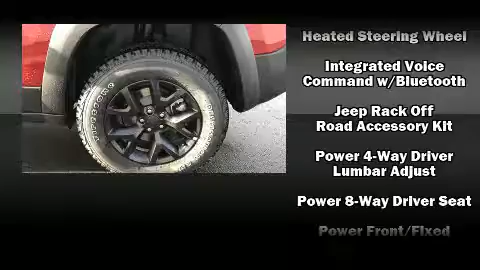 Heated Steering Wheel
Integrated Voice
Command w/Bluetooth
Jeep Rack Off
Road Accessory Kit
Power 4-Way Driver
Lumbar Adjust
Power 8-Way Driver Seat
Power Front/Fixed